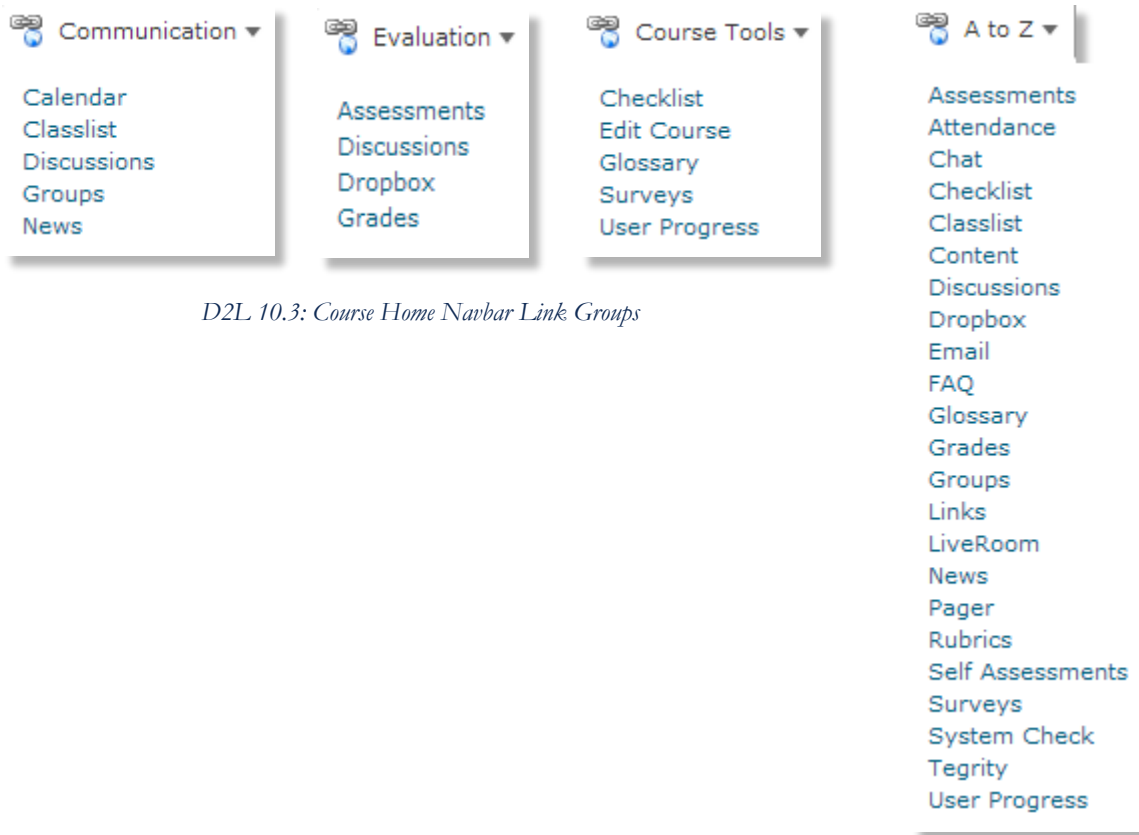 Communication
Calendar
Classlist
Discussions
Groups
News
Evaluation
Assessments
Discussions
Dropbox
Grades
Course Tools
Checklist
Edit Course
Glossary
Surveys
User Progress
D2L 10.3: Course Home Navbar Link Groups
A to Z
Assessments
Attendance
Chat
Checklist
Classlist
Content
Discussions
Dropbox
Email
FAQ
Glossary
Grades
Groups
Links
LiveRoom
News
Pager
Rubrics
Self Assessments
Surveys
System Check
Tegrity
User Progress